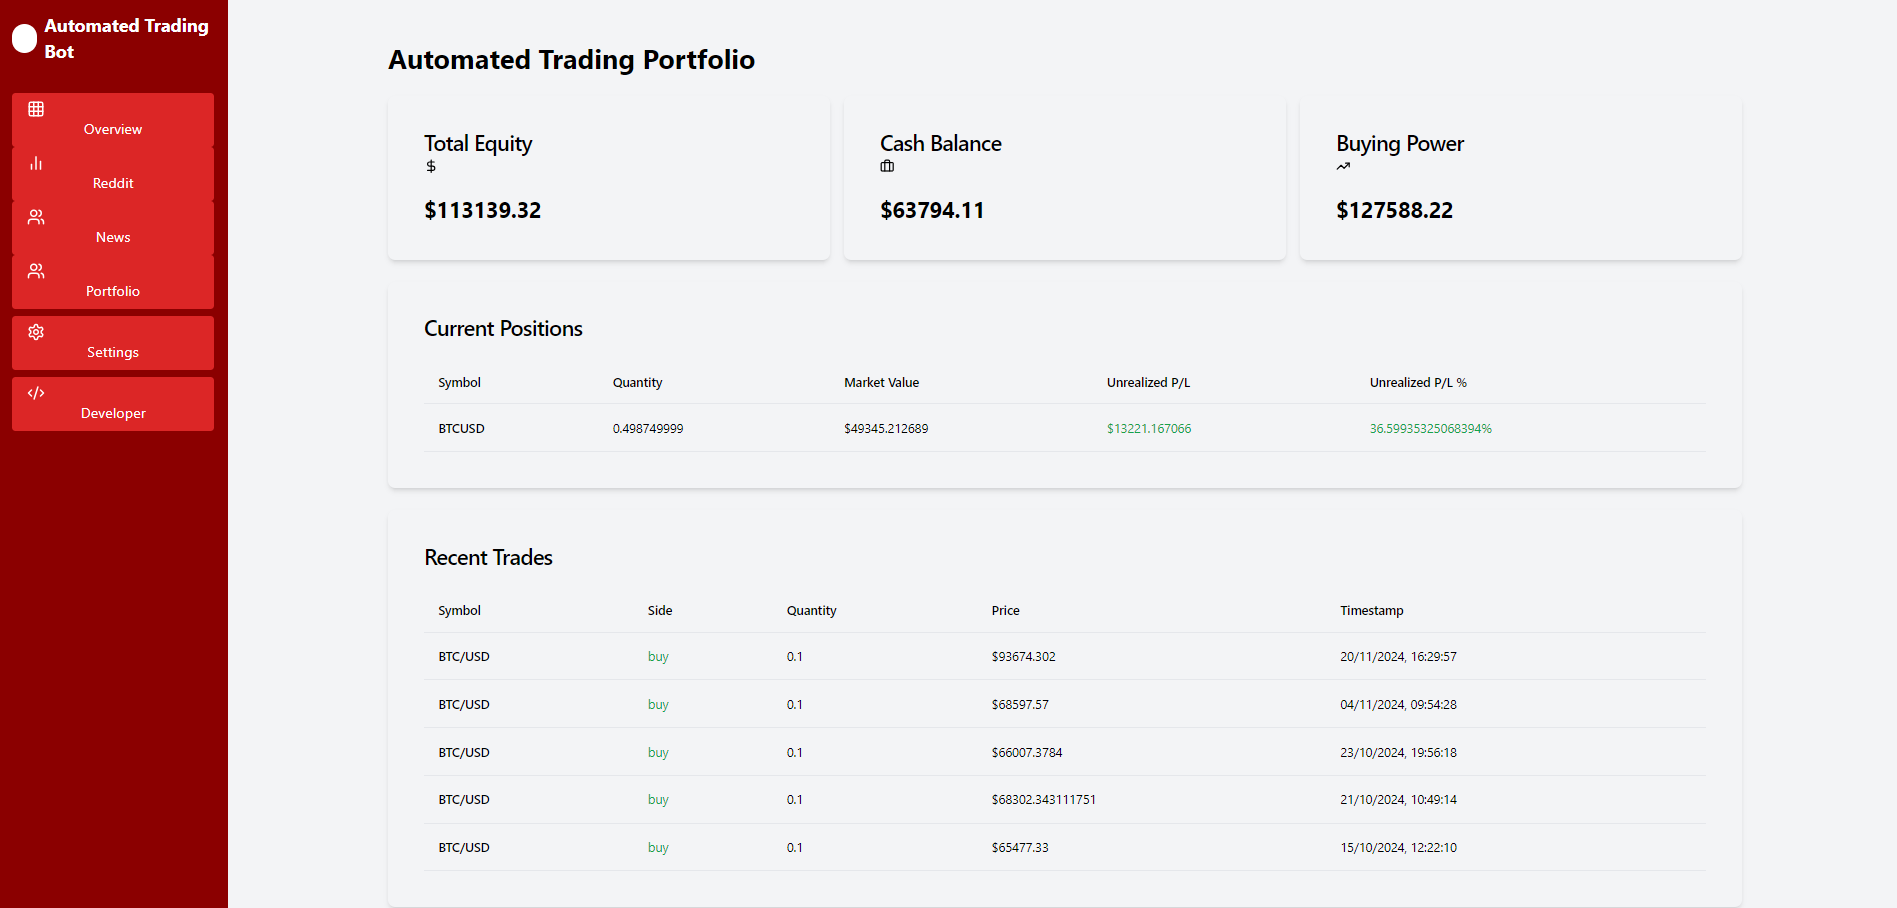 Automated Trading
Bot
Overview
Reddit
News
Portfolio
Settings
Developer
Automated Trading Portfolio
Total Equity
$
$113139.32
Cash Balance
$63794.11
Buying Power
$127588.22
Current Positions
Symbol Quantity Market Value Unrealized P/L Unrealized P/L %
BTCUSD 0.498749999 $49345.212689 $13221.167066 36.5993532506839​4%
Recent Trades
Symbol Side Quantity Price Timestamp
BTC/USD buy 0.1 $93674.302 20/11/2024, 16:29:57
BTC/USD buy 0.1 $68597.57 04/11/2024, 09:54:28
BTC/USD buy 0.1 $66007.3784 23/10/2024, 19:56:18
BTC/USD buy 0.1 $68302.343111751 21/10/2024, 10:49:14
BTC/USD buy 0.1 $65477.33 15/10/2024, 12:22:10